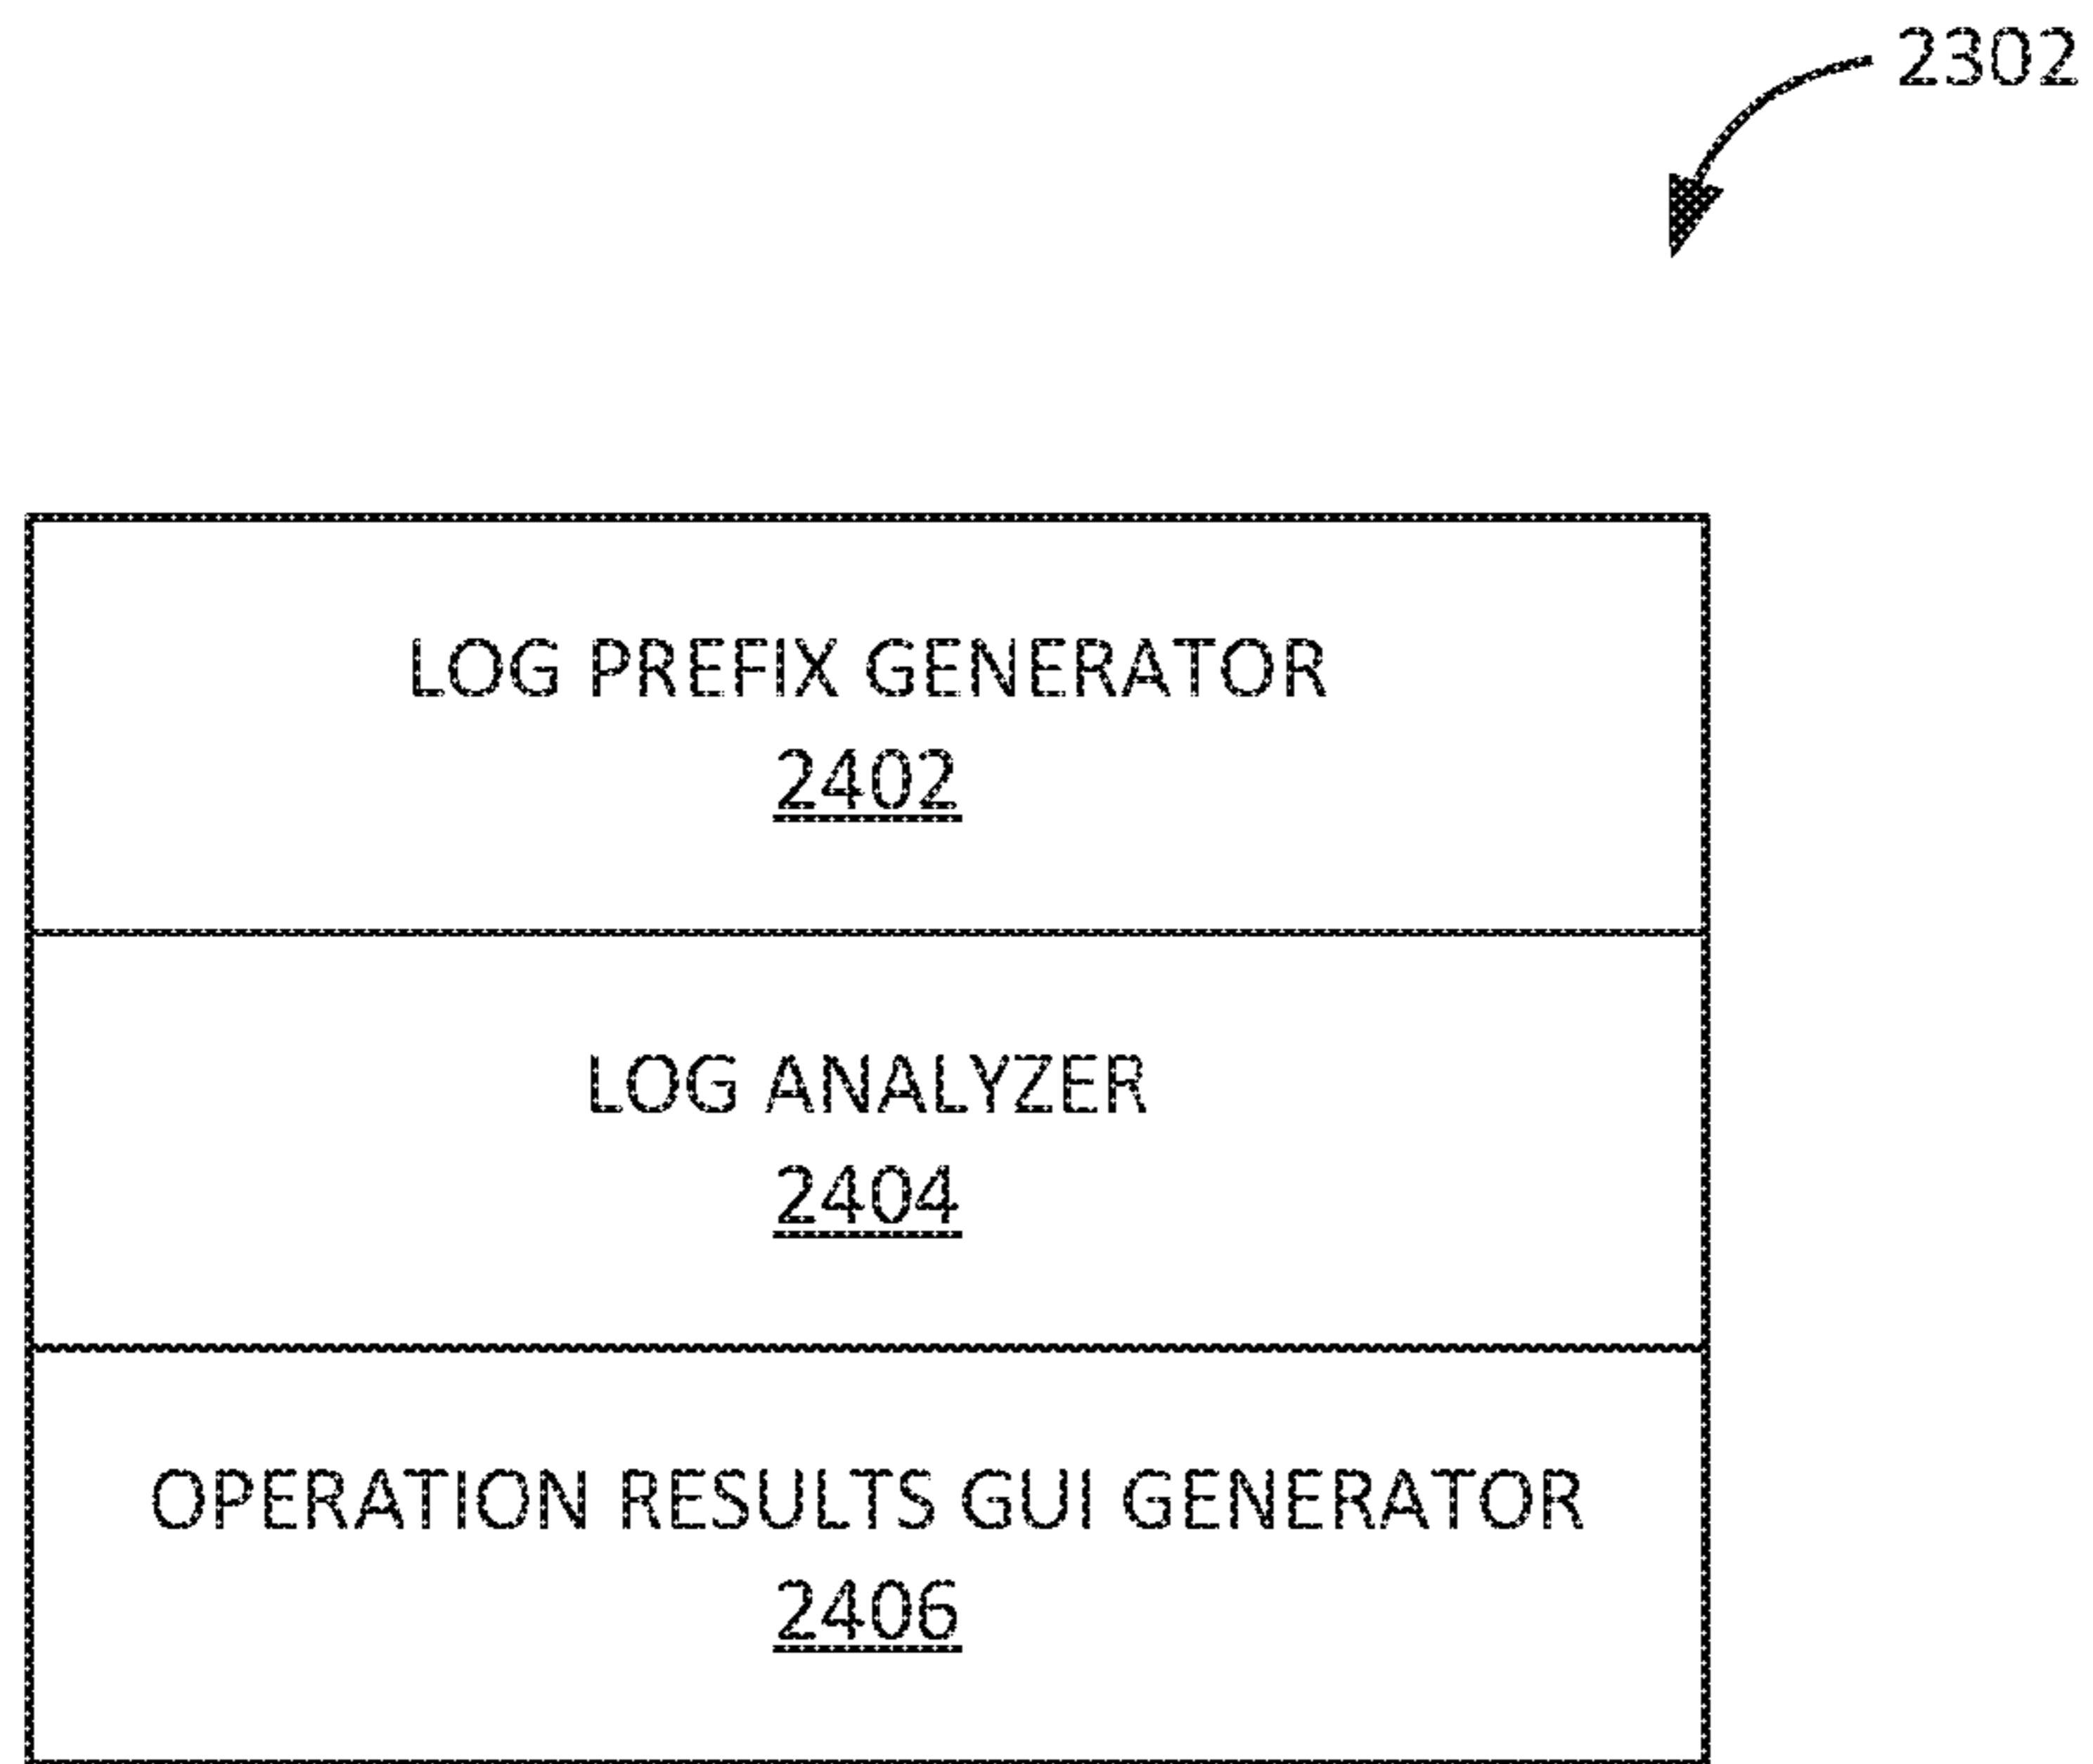 2302
LOG PREFIX GENERATOR
2402
LOG ANALYZER
2404
OPERATION RESULTS GUI GENERATOR
2406